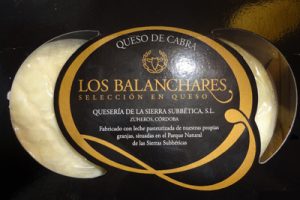 QUESO DE CABRA
LOS BALANCHARES
SELECCIÓN EN QUESO
QUESERÍA DE LA SIERRA SUBBÉTICA, S.L.
ZUHEROS, CÓRDOBA
Fabricado con leche pasteurizada de nuestras propias
granjas, situadas en el Parque Natural
de las Sierras Subbéticas